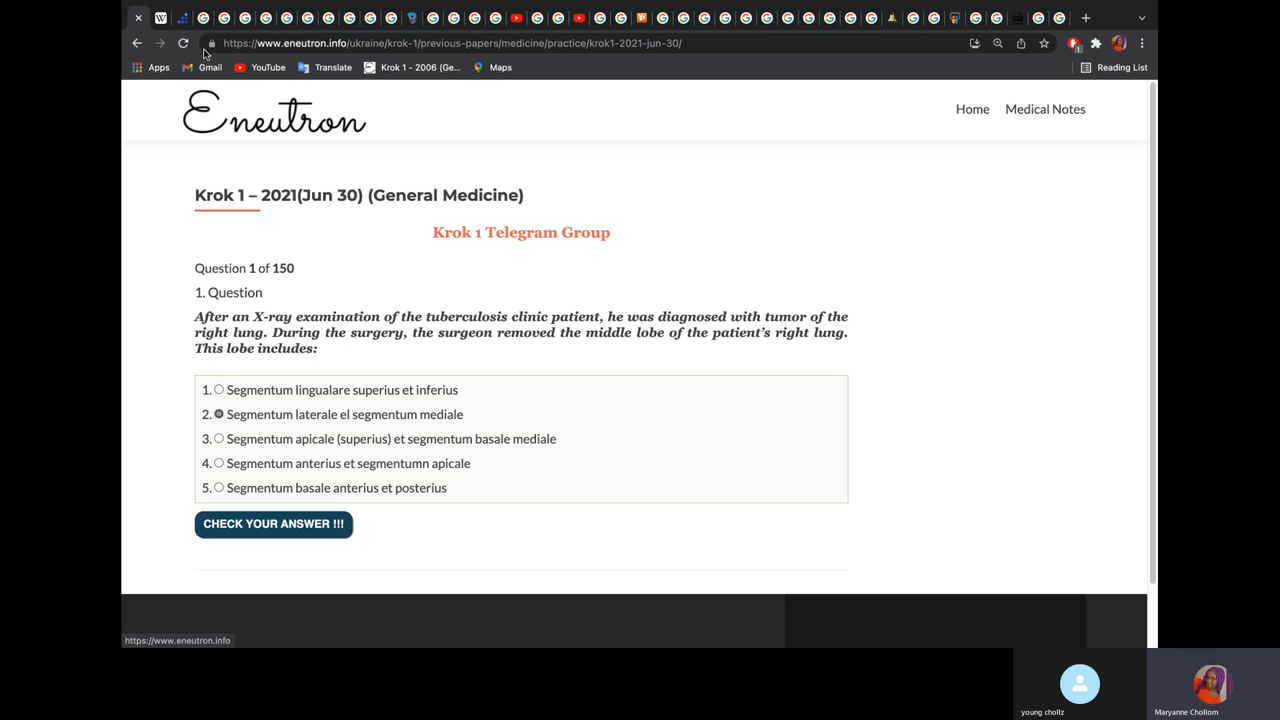 https://www.eneutron.info/ukraine/krok-1/previous-papers/medicine/practice/krok1-2021-jun-30/
Apps Gmail YouTube Translate Krok 1 - 2006 (Ge... Maps Reading List
Eneutron
Home Medical Notes
Krok 1 – 2021(Jun 30) (General Medicine)
Krok 1 Telegram Group
Question 1 of 150
1. Question
After an X-ray examination of the tuberculosis clinic patient, he was diagnosed with tumor of the
right lung. During the surgery, the surgeon removed the middle lobe of the patient's right lung.
This lobe includes:
1. Segmentum lingualare superius et inferius
2. Segmentum laterale el segmentum mediale
3. Segmentum apicale (superius) et segmentum basale mediale
4. Segmentum anterius et segmentumn apicale
5. Segmentum basale anterius et posterius
CHECK YOUR ANSWER !!!
https://www.eneutron.info
young chollz
Maryanne Chollom